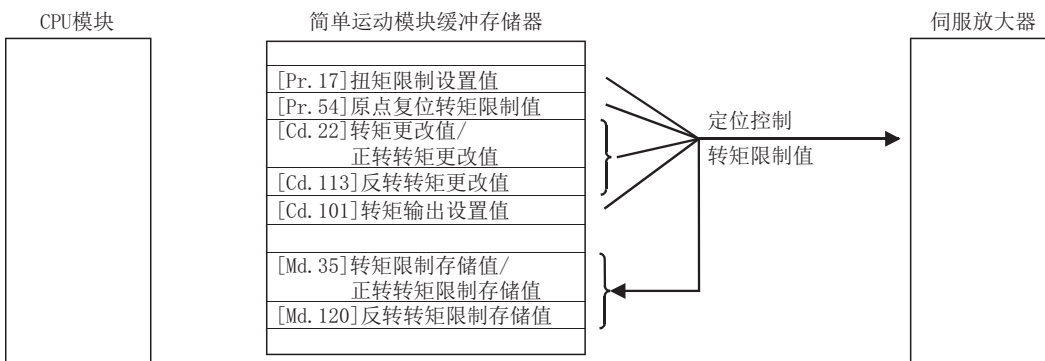 CPU模块
简单运动模块缓冲存储器
伺服放大器
[Pr.17]扭矩限制设置值
[Pr.54]原点复位转矩限制值
[Cd.22]转矩更改值/
正转转矩更改值
[Cd.113]反转转矩更改值
[Cd.101]转矩输出设置值
定位控制
转矩限制值
[Md.35]转矩限制存储值/
正转转矩限制存储值
[Md.120]反转转矩限制存储值